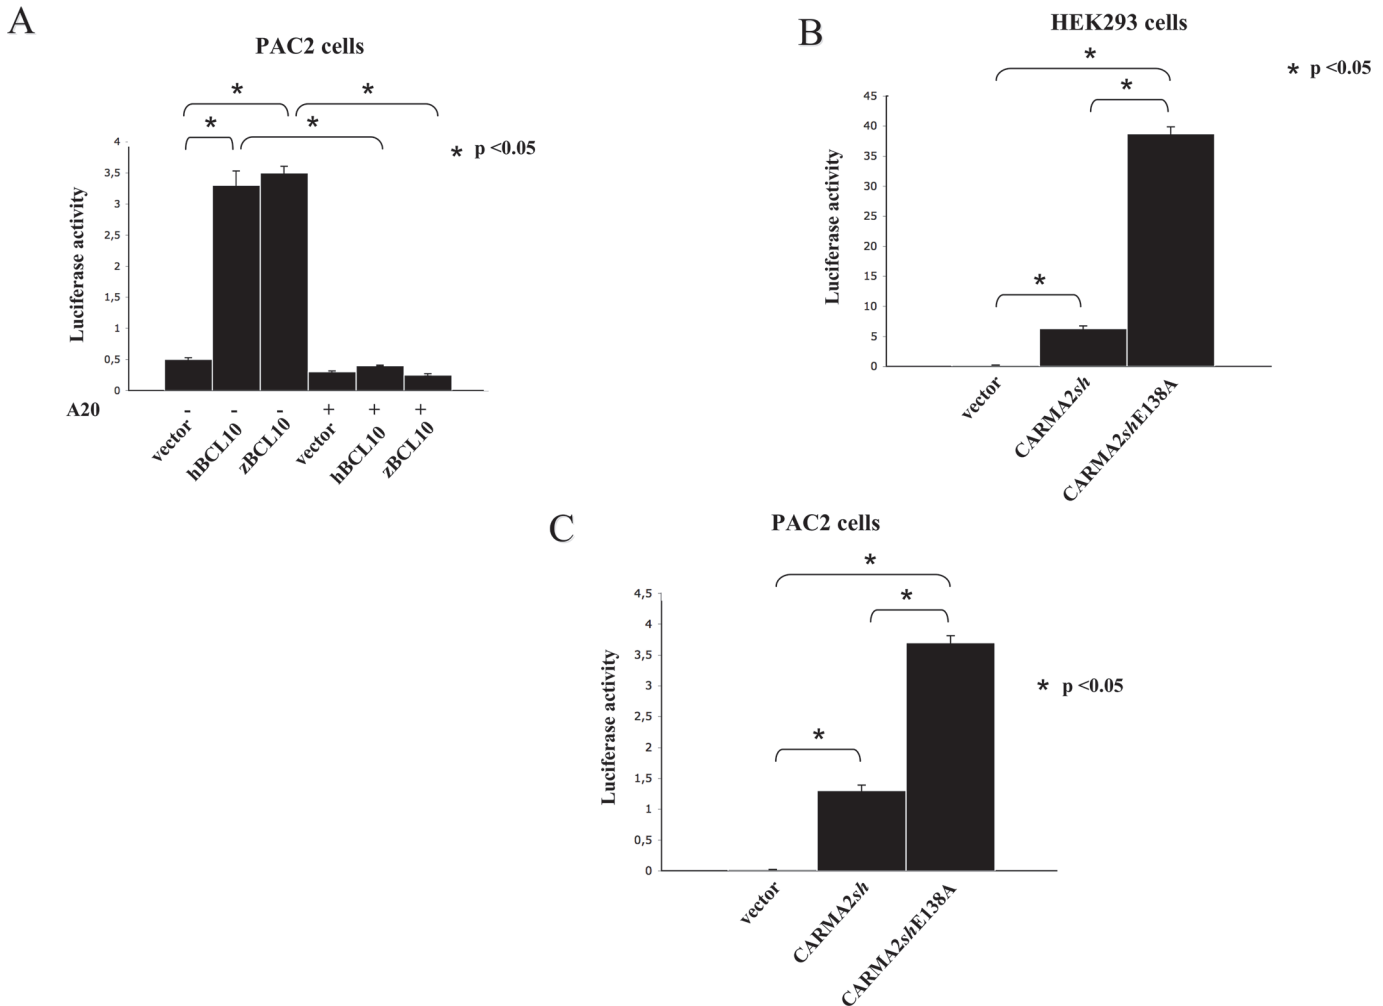 A
PAC2 cells
* *
* *
* p <0.05
Luciferase activity
4
3,5
3
2,5
2
1,5
1
0,5
0
A20 - - - + + +
vector hBCL10 zBCL10 vector hBCL10 zBCL10
B
HEK293 cells
* p <0.05
*
*
*
Luciferase activity
45
40
35
30
25
20
15
10
5
0
vector CARMA2sh CARMA2shE138A
C
PAC2 cells
*
*
* p <0.05
*
Luciferase activity
4,5
4
3,5
3
2,5
2
1,5
1
0,5
0
vector CARMA2sh CARMA2shE138A